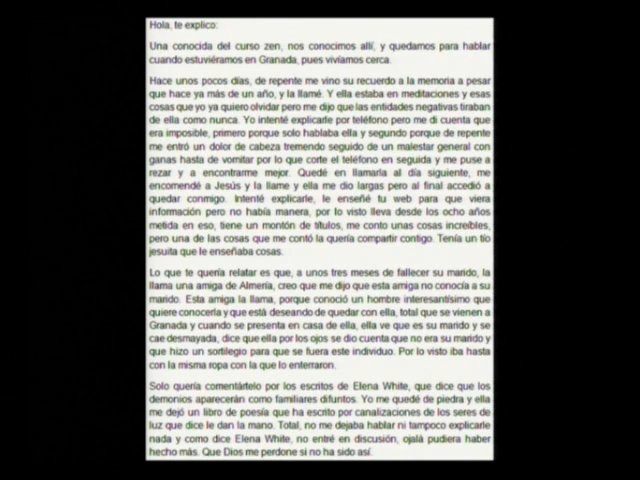 Hola, te explico:
Una conocida del curso zen, nos conocimos allí, y quedamos para hablar
cuando estuviéramos en Granada, pues vivíamos cerca.
Hace unos pocos días, de repente me vino su recuerdo a la memoria a pesar
que hace ya más de un año, y la llamé. Y ella estaba en meditaciones y esas
cosas que yo ya quiero olvidar pero me dijo que las entidades negativas tiraban
de ella como nunca. Yo intenté explicarle por teléfono pero me di cuenta que
era imposible, primero porque solo hablaba ella y segundo porque de repente
me entró un dolor de cabeza tremendo seguido de un malestar general con
ganas hasta de vomitar por lo que corte el teléfono en seguida y me puse a
rezar y a encontrarme mejor. Quedé en llamarla al día siguiente, me
encomendé a Jesús y la llame y ella me dio largas pero al final accedió a
quedar conmigo. Intenté explicarle, le enseñé tu web para que viera
información pero no había manera, por lo visto lleva desde los ocho años
metida en eso, tiene un montón de títulos, me conto unas cosas increíbles,
pero una de las cosas que me contó la quería compartir contigo. Tenía un tío
jesuita que le enseñaba cosas.
Lo que te quería relatar es que, a unos tres meses de fallecer su marido, la
llama una amiga de Almería, creo que me dijo que esta amiga no conocía a su
marido. Esta amiga la llama, porque conoció un hombre interesantísimo que
quiere conocerla y que está deseando de quedar con ella, total que se vienen a
Granada y cuando se presenta en casa de ella, ella ve que es su marido y se
cae desmayada, dice que ella por los ojos se dio cuenta que no era su marido y
que hizo un sortilegio para que se fuera este individuo. Por lo visto iba hasta
con la misma ropa con la que lo enterraron.
Solo quería comentártelo por los escritos de Elena White, que dice que los
demonios aparecerán como familiares difuntos. Yo me quedé de piedra y ella
me dejó un libro de poesía que ha escrito por canalizaciones de los seres de
luz que dice le dan la mano. Total, no me dejaba hablar ni tampoco explicarle
nada y como dice Elena White, no entré en discusión, ojalá pudiera haber
hecho más. Que Dios me perdone si no ha sido así.